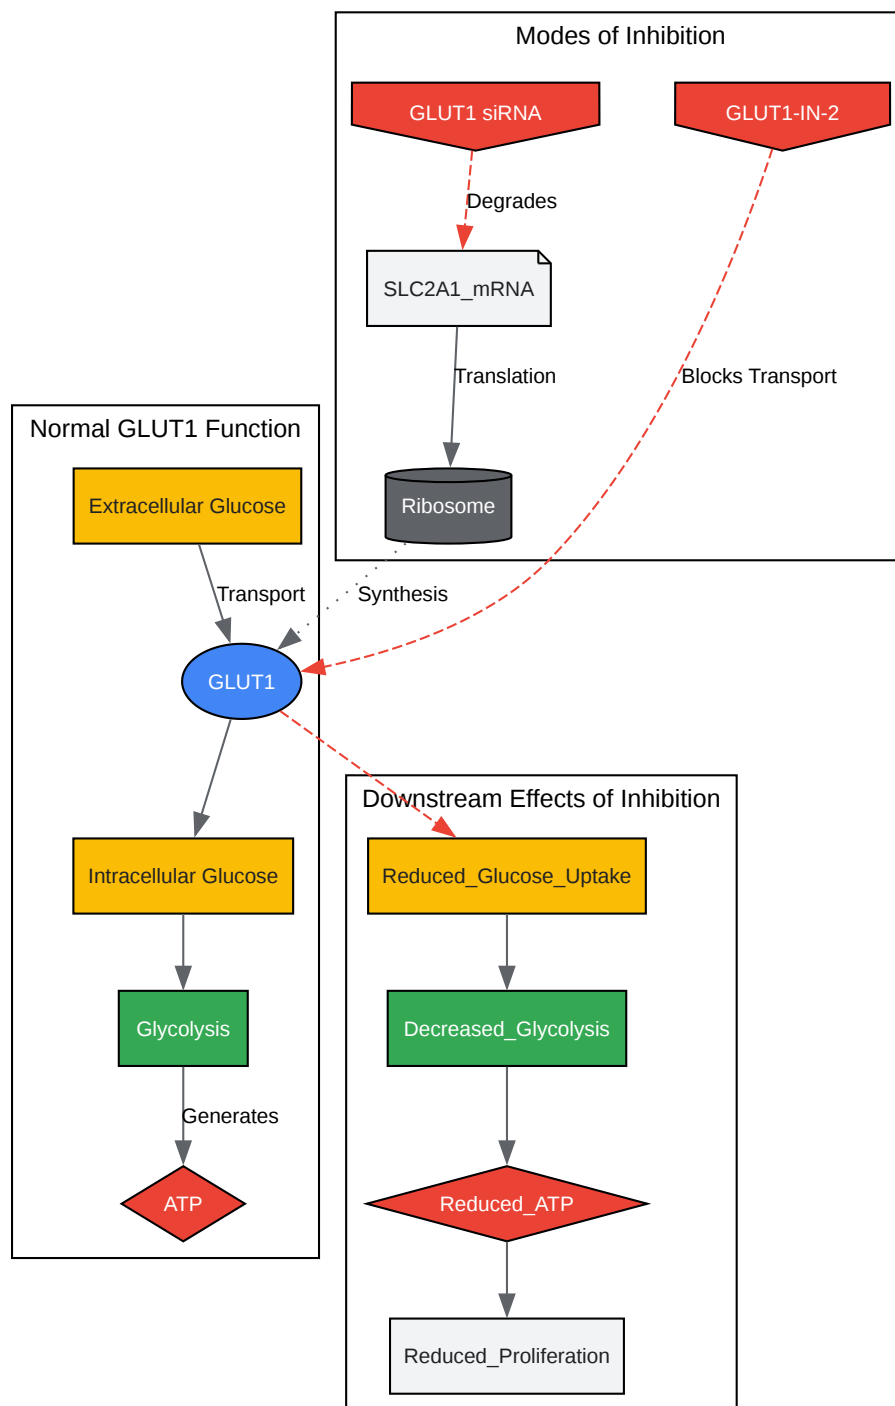 Modes of Inhibition
GLUT1 siRNA
GLUT1-IN-2
Degrades
SLC2A1_mRNA
Translation
Blocks Transport
Ribosome
Synthesis
Normal GLUT1 Function
Extracellular Glucose
Transport
GLUT1
Intracellular Glucose
Glycolysis
Generates
ATP
Downstream Effects of Inhibition
Reduced_Glucose_Uptake
Decreased_Glycolysis
Reduced_ATP
Reduced_Proliferation